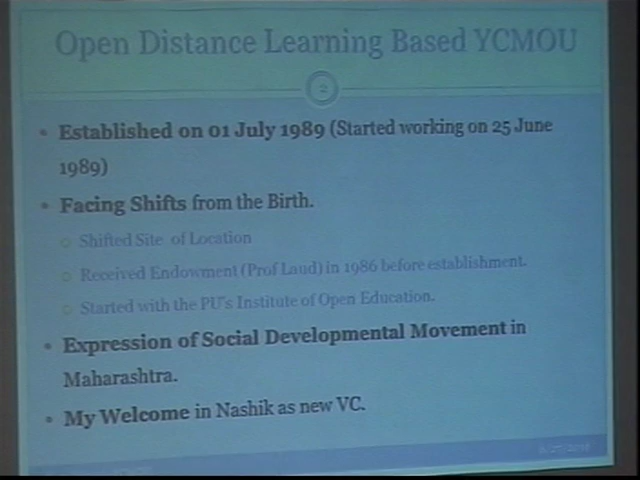 Open Distance Learning Based YCMOU
2
• Established on 01 July 1989 (Started working on 25 June
1989)
• Facing Shifts from the Birth.
Shifted Site of Location
Received Endowment (Prof Laud) in 1986 before establishment.
Started with the PU's Institute of Open Education.
• Expression of Social Developmental Movement in
Maharashtra.
• My Welcome in Nashik as new VC.